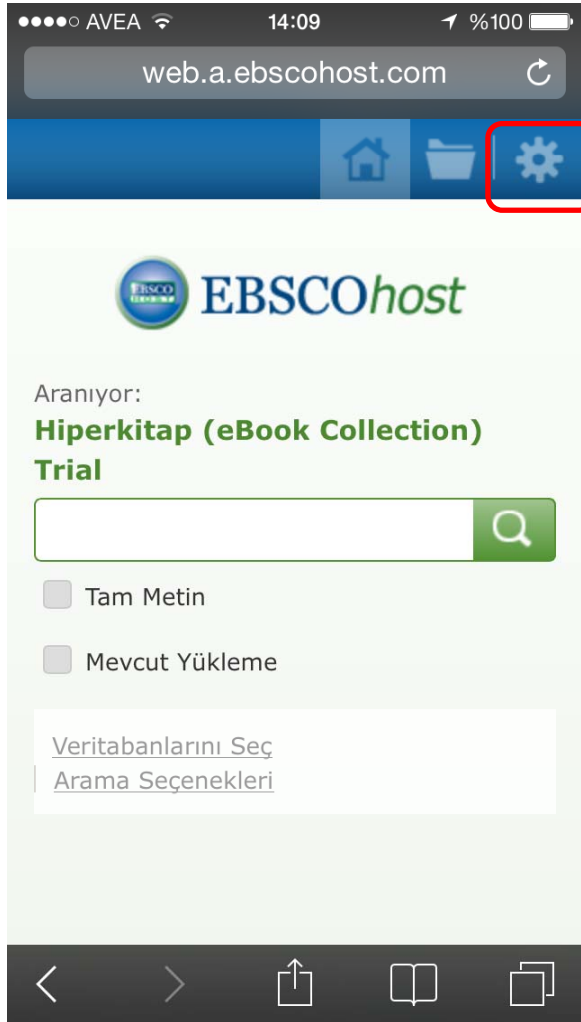 AVEA 14:09 %100
web.a.ebscohost.com
EBSCO
HOST
EBSCOhost
Aranıyor:
Hiperkitap (eBook Collection)
Trial
Tam Metin
Mevcut Yükleme
Veritabanlarını Seç
Arama Seçenekleri